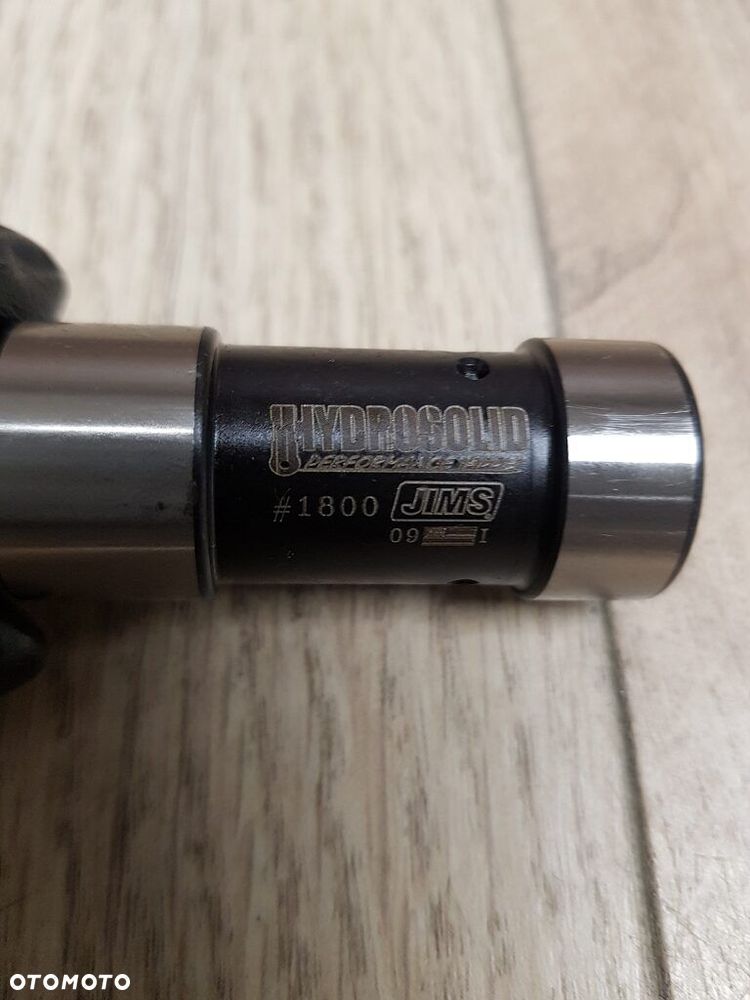 HYDROSOLID
PERFORMANCE
#1800 JIMS
09 I
OTOMOTO